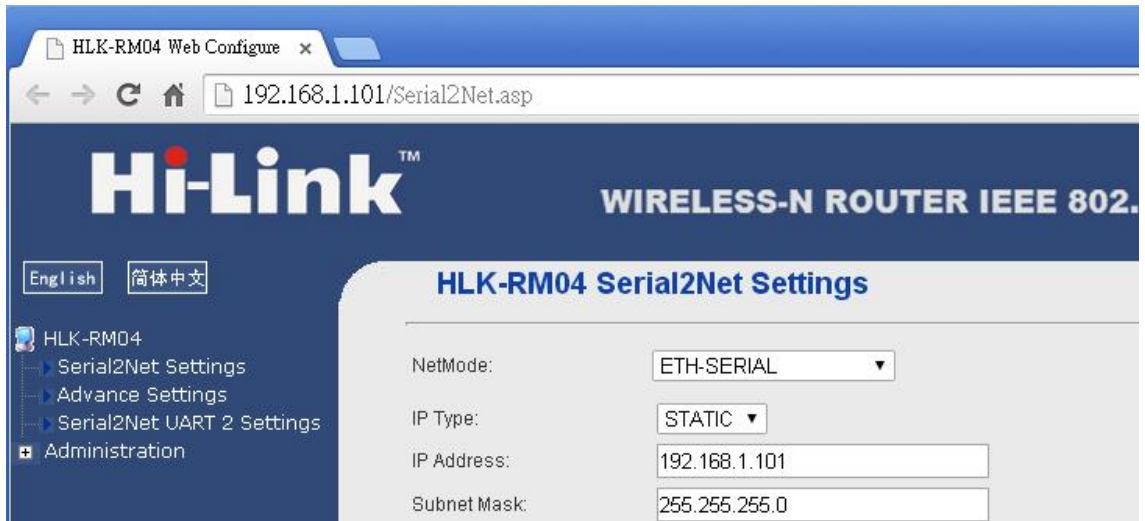 HLK-RM04 Web Configure
192.168.1.101/Serial2Net.asp
Hi-Link™
WIRELESS-N ROUTER IEEE 802.
English 简体中文
HLK-RM04 Serial2Net Settings
HLK-RM04
Serial2Net Settings
Advance Settings
Serial2Net UART 2 Settings
Administration
NetMode: ETH-SERIAL
IP Type: STATIC
IP Address: 192.168.1.101
Subnet Mask: 255.255.255.0